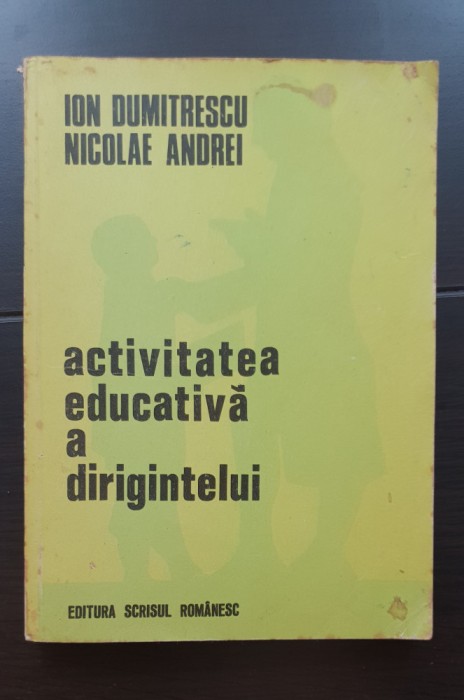 ION DUMITRESCU
NICOLAE ANDREI
activitatea
educativă
a
dirigintelui
EDITURA SCRISUL ROMÂNESC